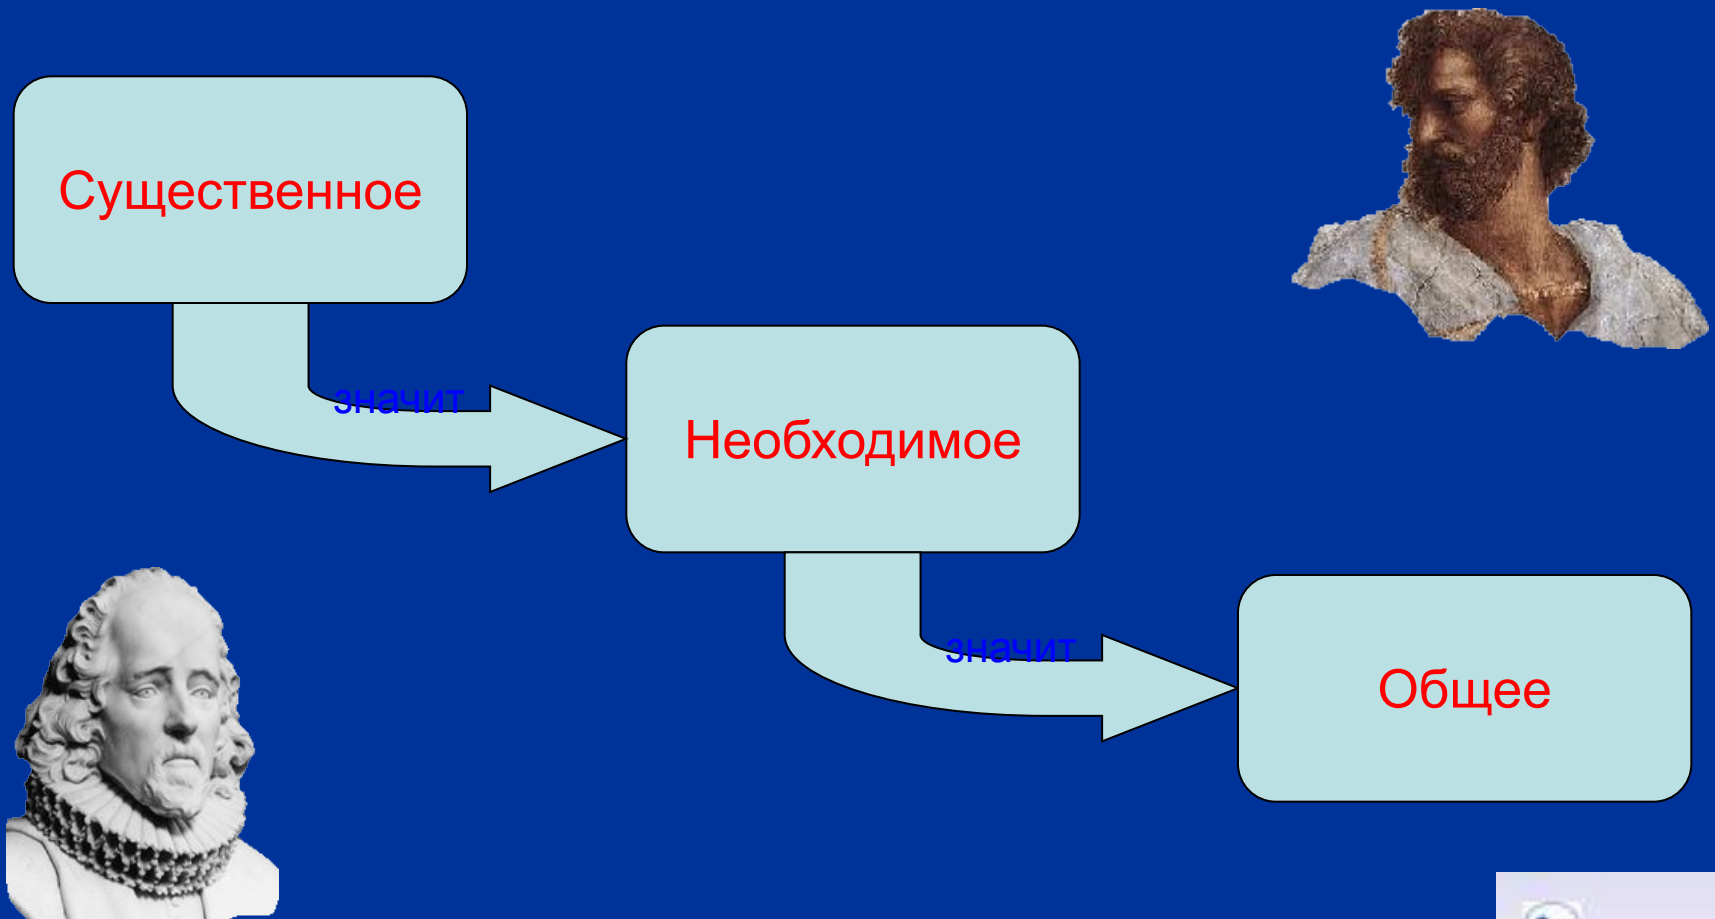 Существенное
значит
Необходимое
значит
Общее